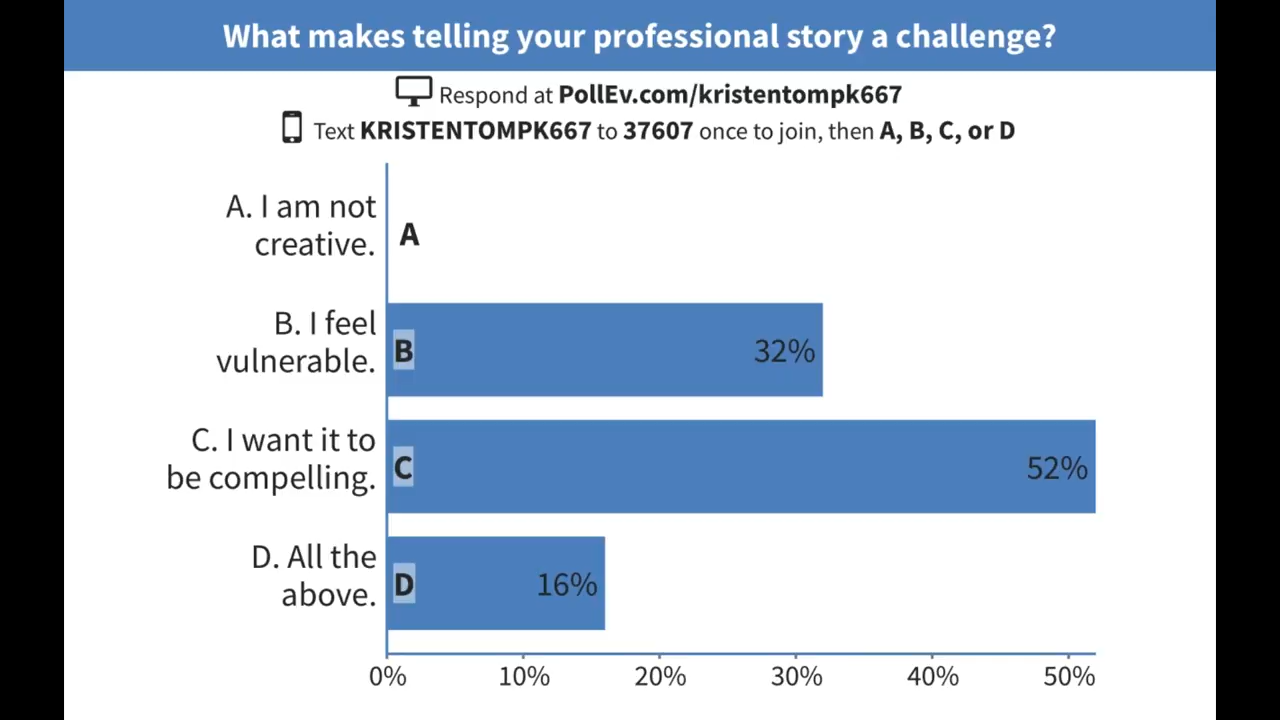 What makes telling your professional story a challenge?
Respond at PollEv.com/kristentompk667
Text KRISTENTOMPK667 to 37607 once to join, then A, B, C, or D
A. I am not
creative.
A
B. I feel
vulnerable.
B
32%
C. I want it to
be compelling.
C
52%
D. All the
above.
D
16%
0%
10%
20%
30%
40%
50%